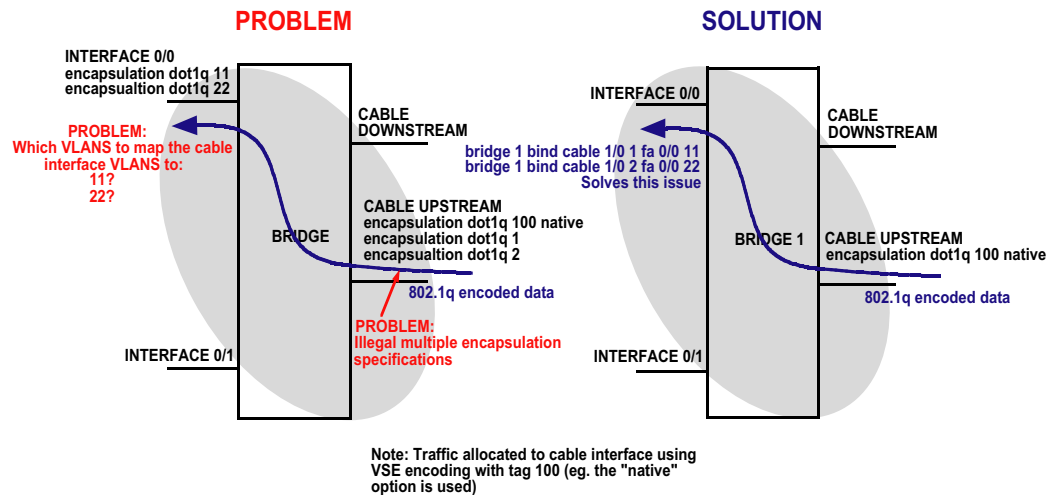 PROBLEM
INTERFACE 0/0
encapsulation dot1q 11
encapsualtion dot1q 22
PROBLEM:
Which VLANS to map the cable
interface VLANS to:
11?
22?
CABLE
DOWNSTREAM
CABLE UPSTREAM
encapsulation dot1q 100 native
encapsulation dot1q 1
encapsualtion dot1q 2
BRIDGE
802.1q encoded data
PROBLEM:
Illegal multiple encapsulation
specifications
INTERFACE 0/1
SOLUTION
INTERFACE 0/0
CABLE
DOWNSTREAM
bridge 1 bind cable 1/0 1 fa 0/0 11
bridge 1 bind cable 1/0 2 fa 0/0 22
Solves this issue
BRIDGE 1
CABLE UPSTREAM
encapsulation dot1q 100 native
802.1q encoded data
INTERFACE 0/1
Note: Traffic allocated to cable interface using
VSE encoding with tag 100 (eg. the "native"
option is used)